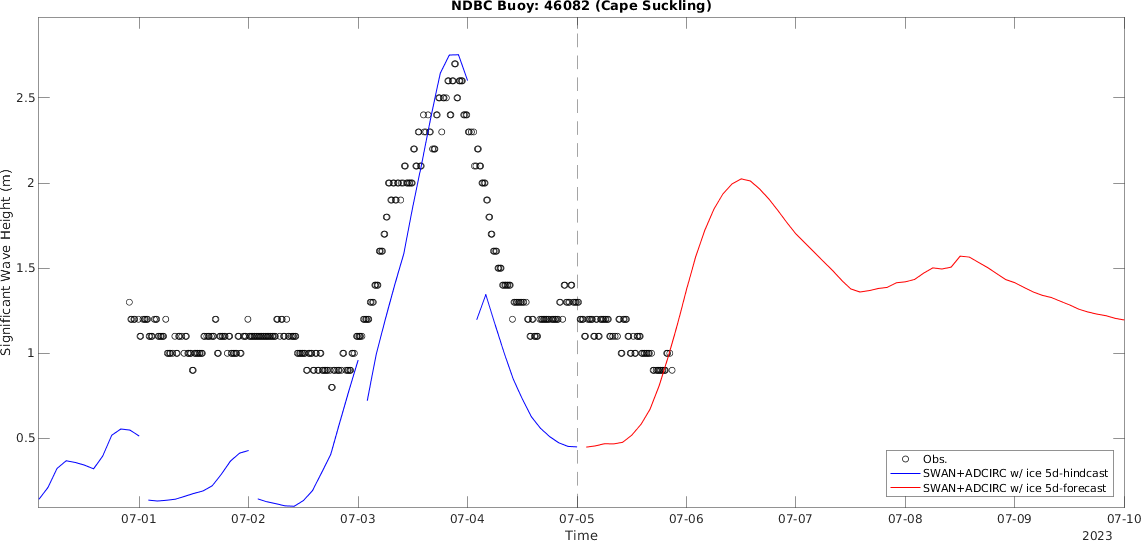 NDBC Buoy: 46082 (Cape Suckling)
Significant Wave Height (m)
2.5
2
1.5
1
0.5
Obs.
SWAN+ADCIRC w/ ice 5d-hindcast
SWAN+ADCIRC w/ ice 5d-forecast
07-01 07-02 07-03 07-04 07-05 07-06 07-07 07-08 07-09 07-10
Time
2023